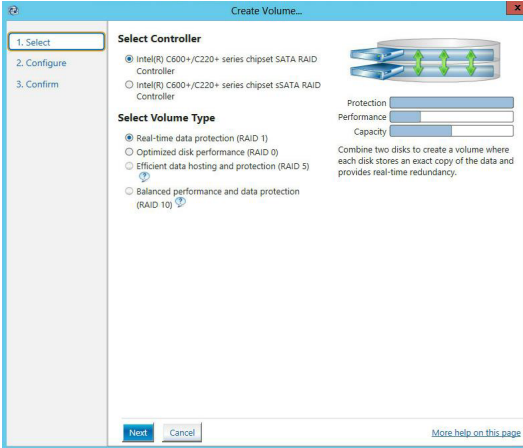 Create Volume...
x
1. Select
2. Configure
3. Confirm
Select Controller
Intel(R) C600+/C220+ series chipset SATA RAID
Controller
Intel(R) C600+/C220+ series chipset sSATA RAID
Controller
Select Volume Type
Real-time data protection (RAID 1)
Optimized disk performance (RAID 0)
Efficient data hosting and protection (RAID 5)
?
Balanced performance and data protection
(RAID 10) ?
Protection
Performance
Capacity
Combine two disks to create a volume where
each disk stores an exact copy of the data and
provides real-time redundancy.
Next
Cancel
More help on this page